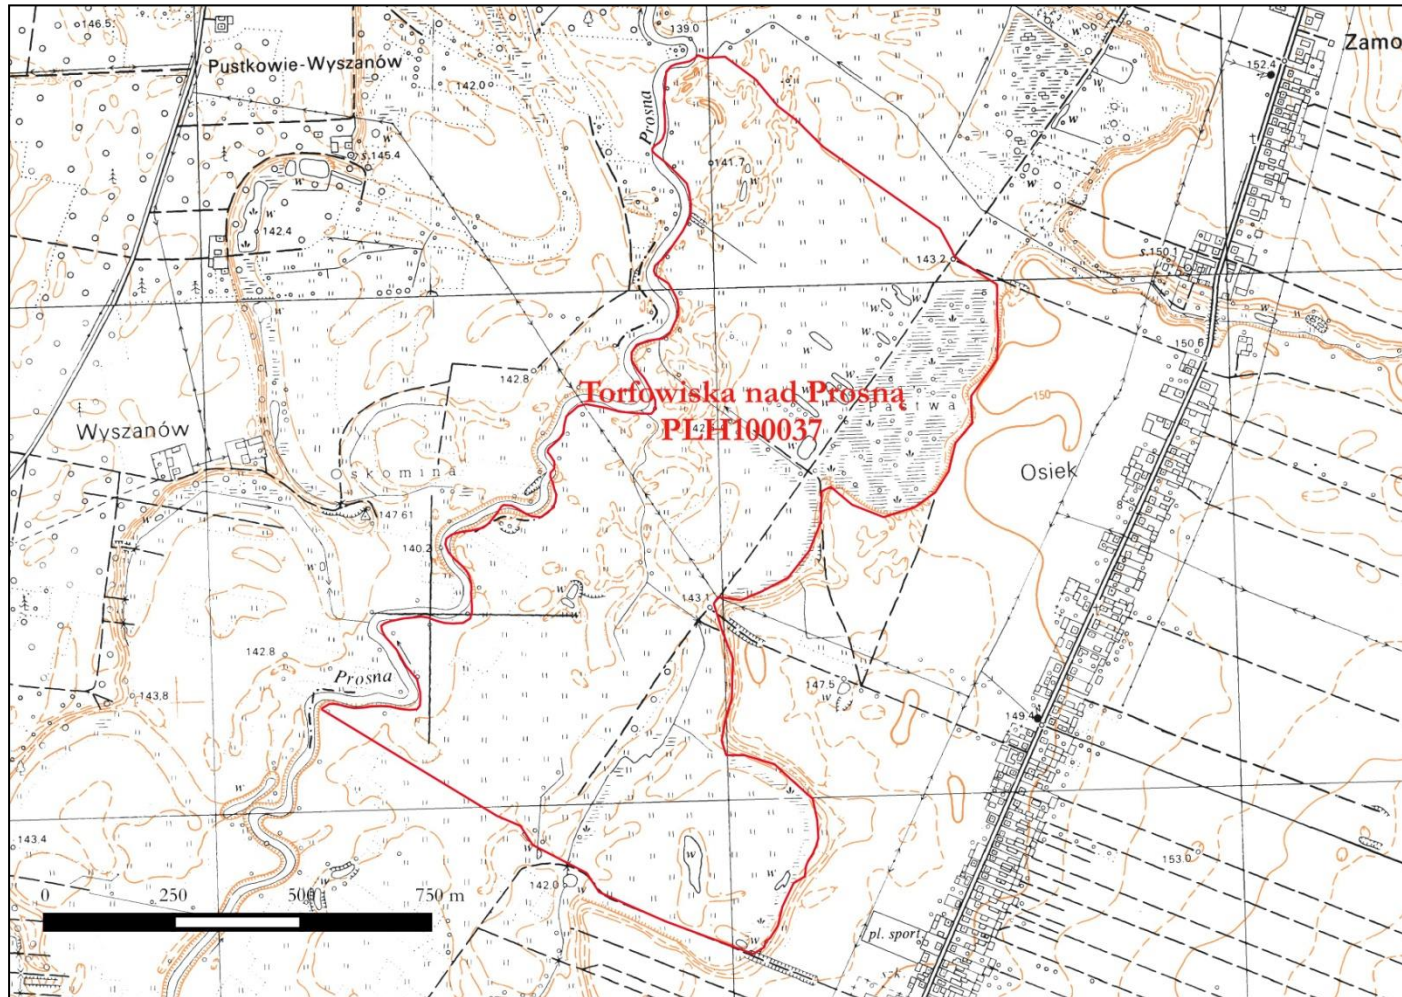 146.5
139.0
Zamo
152.4
Pustkowie-Wyszanów
142.0
w
w
Prosna
w
w
s.145.4
141.7
t
w
w
w
w
142.4
143.2
s.150.1
w
w
w
w
w
w
w
150.6
142.8
w
Torfowiska nad Prosną
PLH100037
w
150
Wyszanów
Oskomina
Osiek
w
147.61
140.2
w
w
143.1
142.8
Prosna
143.8
147.5
w
149.4
w
143.4
w
w
153.0
0 250 500 750 m
w
142.0
w
w
w
pl. sport.
szk